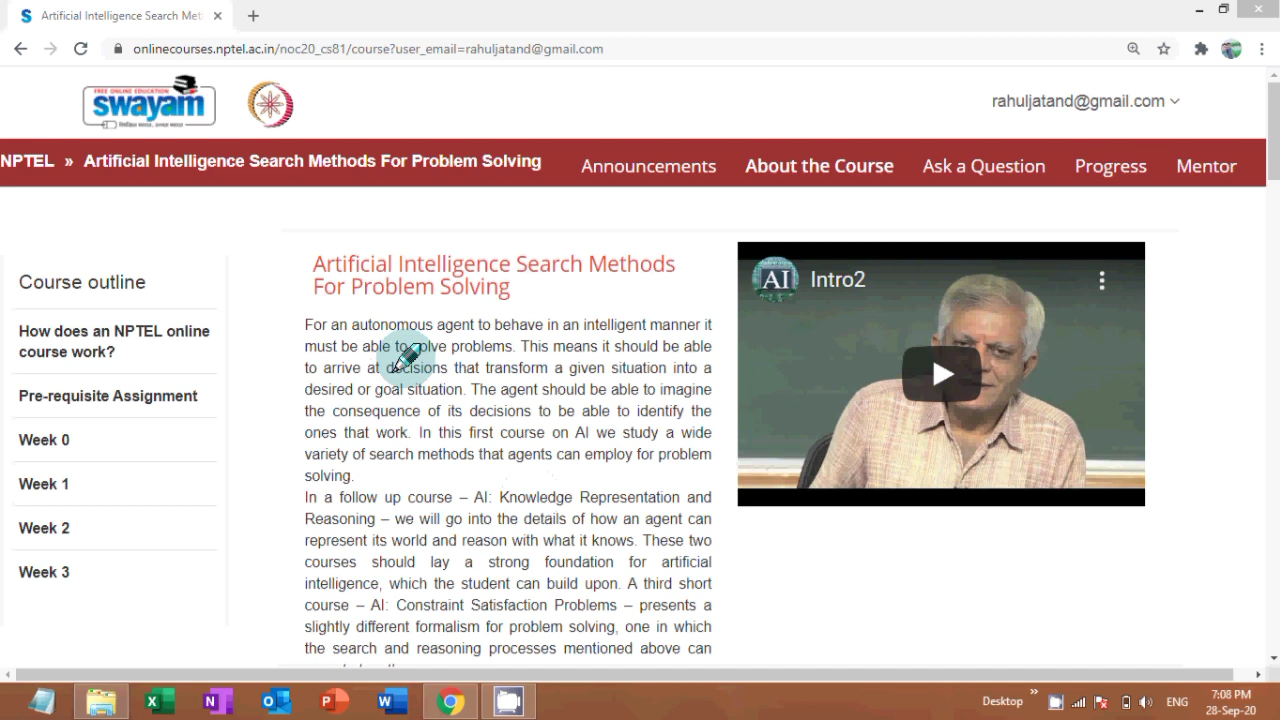 Artificial Intelligence Search Met
onlinecourses.nptel.ac.in/noc20_cs81/course?user_email=rahuljatand@gmail.com
FREE ONLINE EDUCATION
swayam
rahuljatand@gmail.com
NPTEL » Artificial Intelligence Search Methods For Problem Solving
Announcements
About the Course
Ask a Question
Progress
Mentor
Course outline
How does an NPTEL online
course work?
Pre-requisite Assignment
Week 0
Week 1
Week 2
Week 3
Artificial Intelligence Search Methods
For Problem Solving
For an autonomous agent to behave in an intelligent manner it
must be able to solve problems. This means it should be able
to arrive at decisions that transform a given situation into a
desired or goal situation. The agent should be able to imagine
the consequence of its decisions to be able to identify the
ones that work. In this first course on AI we study a wide
variety of search methods that agents can employ for problem
solving.
In a follow up course – AI: Knowledge Representation and
Reasoning – we will go into the details of how an agent can
represent its world and reason with what it knows. These two
courses should lay a strong foundation for artificial
intelligence, which the student can build upon. A third short
course – AI: Constraint Satisfaction Problems – presents a
slightly different formalism for problem solving, one in which
the search and reasoning processes mentioned above can
AI
Intro2
Desktop
ENG
7:08 PM
28-Sep-20